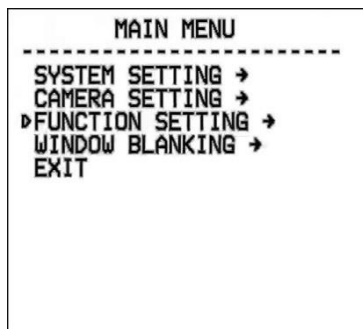 MAIN MENU
------------------------
SYSTEM SETTING →
CAMERA SETTING →
▷FUNCTION SETTING →
WINDOW BLANKING →
EXIT